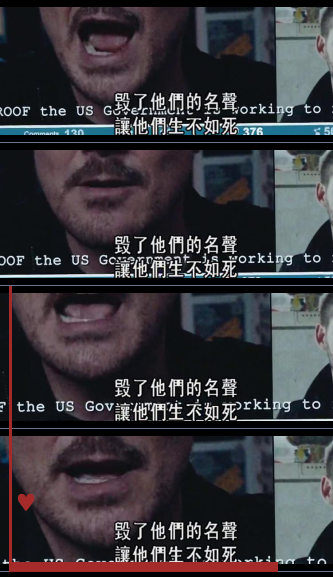 毀了他們的名聲
ROOF the US Government is working to
讓他們生不如死
Comments 130
376
毀了他們的名聲
OOF the US Government is working to
讓他們生不如死
毀了他們的名聲
F the US Government is working to
讓他們生不如死
毀了他們的名聲
讓他們生不如死